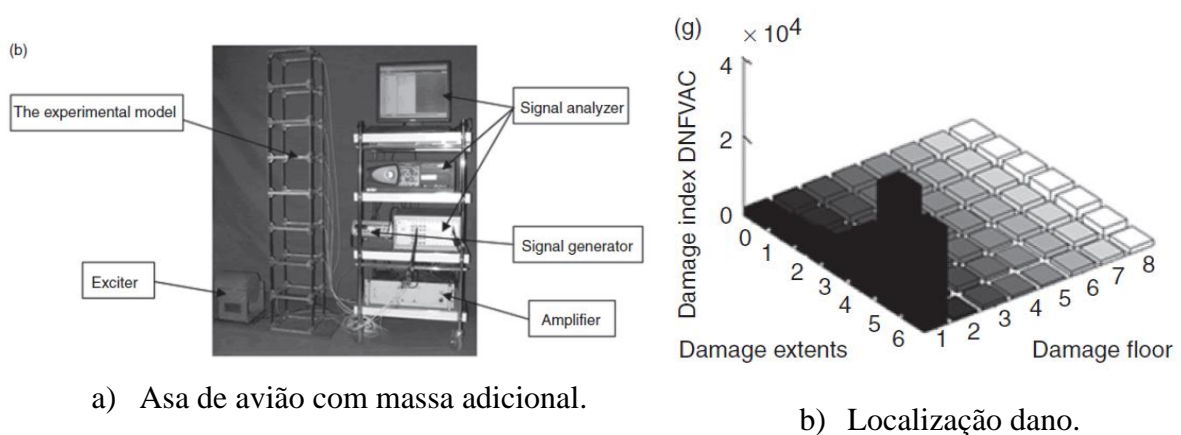 (b)
The experimental model
Exciter
Signal analyzer
Signal generator
Amplifier
a) Asa de avião com massa adicional.
(g)
× 10⁴
Damage index DNFVAC
4
2
0
0 1 2 3 4 5 6
Damage extents
1 2 3 4 5 6 7 8
Damage floor
b) Localização dano.